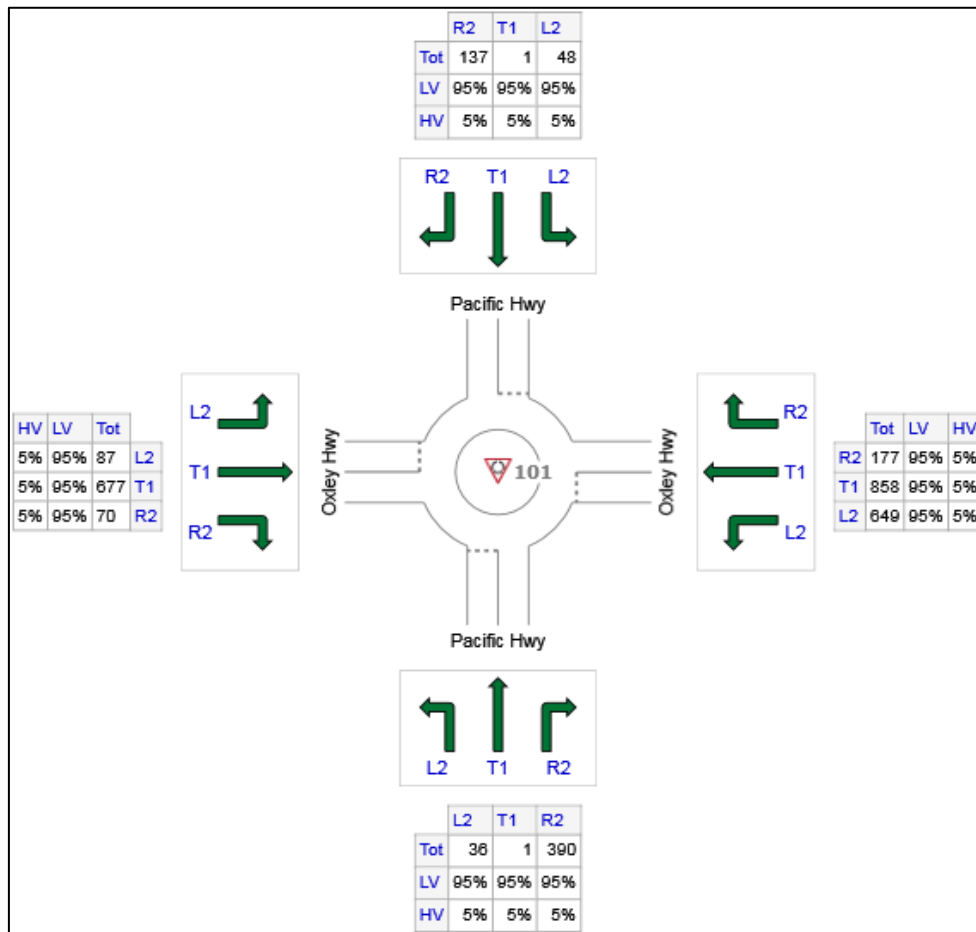 R2 T1 L2
Tot 137 1 48
LV 95% 95% 95%
HV 5% 5% 5%
R2 T1 L2
Pacific Hwy
HV LV Tot
5% 95% 87 L2
5% 95% 677 T1
5% 95% 70 R2
L2
T1
R2
Oxley Hwy
101
Oxley Hwy
R2
T1
L2
Tot LV HV
R2 177 95% 5%
T1 858 95% 5%
L2 649 95% 5%
Pacific Hwy
L2 T1 R2
L2 T1 R2
Tot 36 1 390
LV 95% 95% 95%
HV 5% 5% 5%